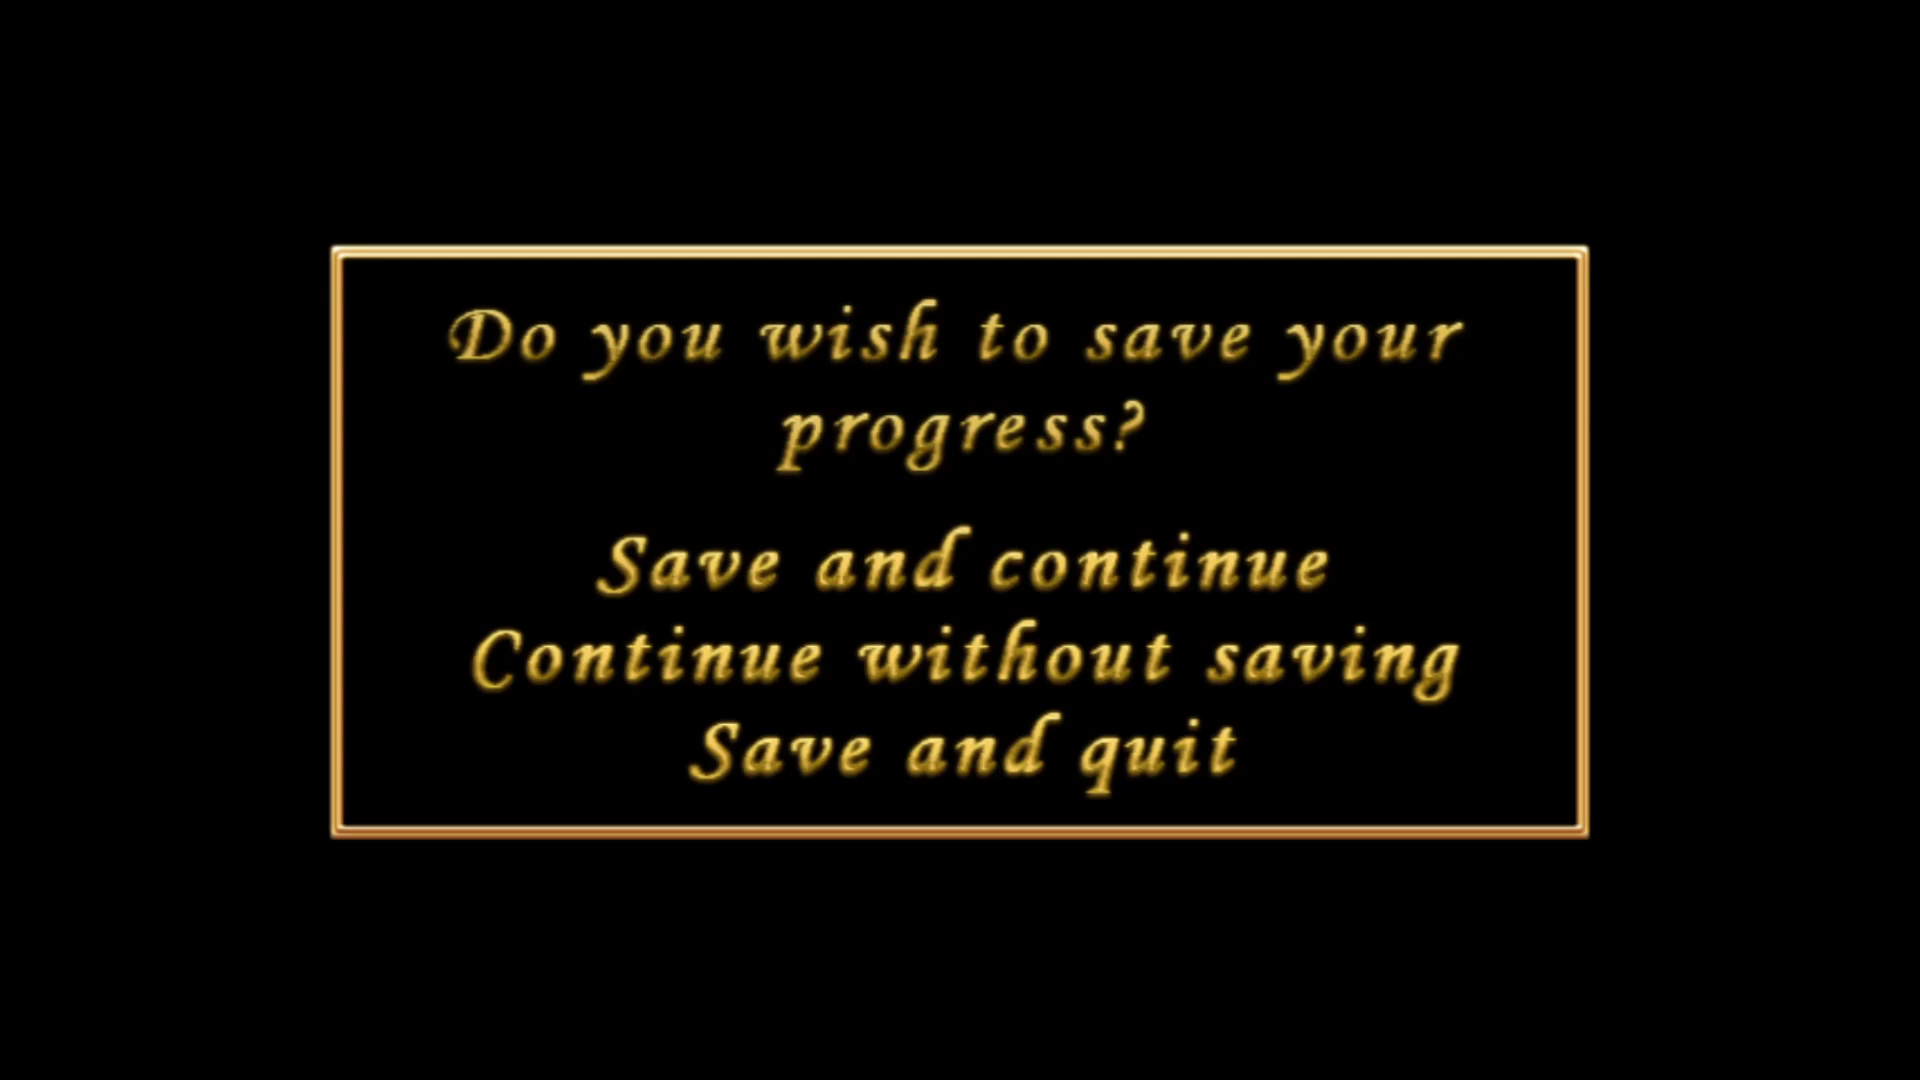 Do you wish to save your
progress?
Save and continue
Continue without saving
Save and quit